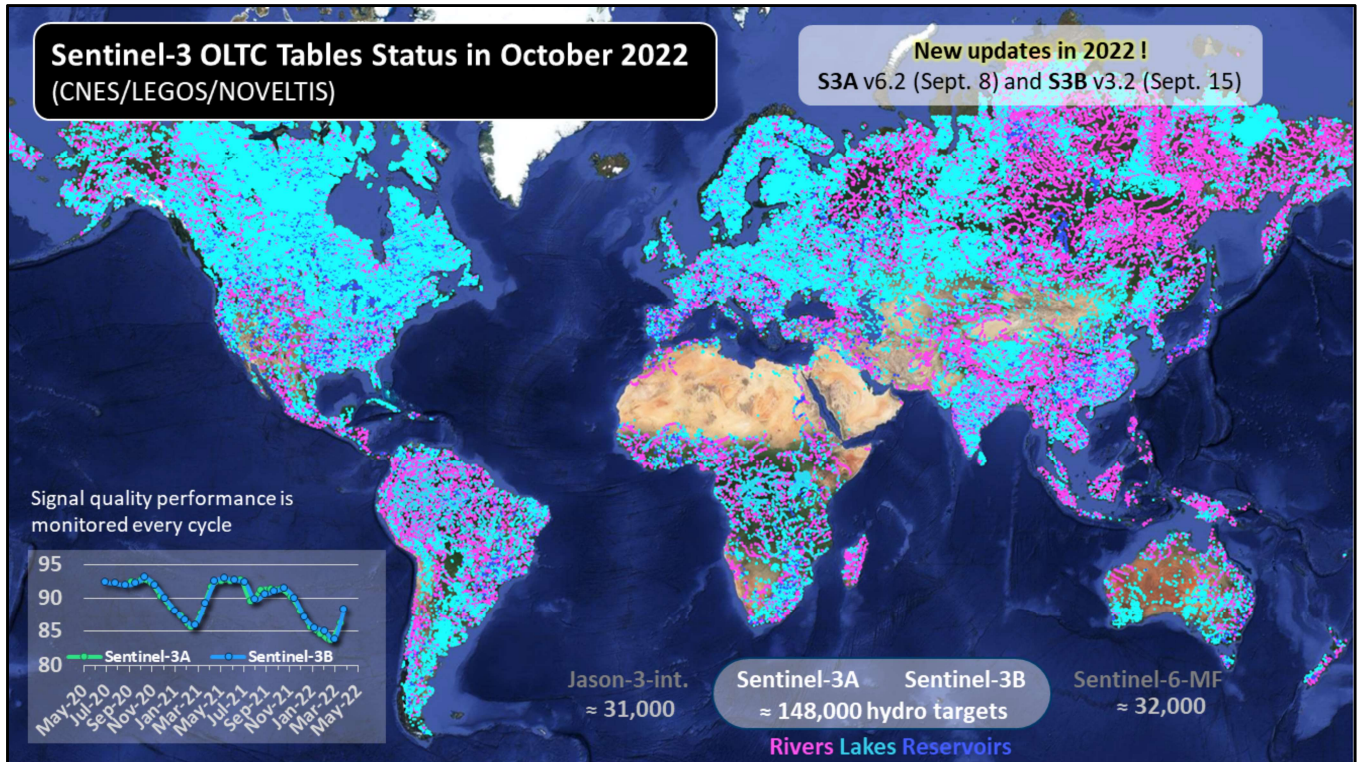 Sentinel-3 OLTC Tables Status in October 2022
(CNES/LEGOS/NOVELTIS)
New updates in 2022 !
S3A v6.2 (Sept. 8) and S3B v3.2 (Sept. 15)
Signal quality performance is
monitored every cycle
95
90
85
80
Sentinel-3A
Sentinel-3B
May-20
Jul-20
Sep-20
Nov-20
Jan-21
Mar-21
May-21
Jul-21
Sep-21
Nov-21
Jan-22
Mar-22
May-22
Jason-3-int.
≈ 31,000
Sentinel-3A Sentinel-3B
≈ 148,000 hydro targets
Sentinel-6-MF
≈ 32,000
Rivers Lakes Reservoirs